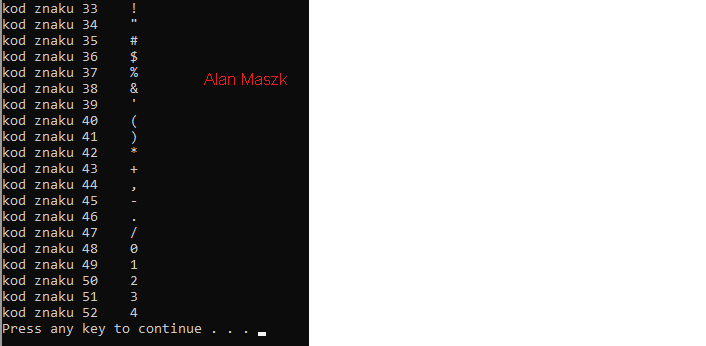 kod znaku 33 !
kod znaku 34 "
kod znaku 35 #
kod znaku 36 $
kod znaku 37 %
Alan Maszk
kod znaku 38 &
kod znaku 39 '
kod znaku 40 (
kod znaku 41 )
kod znaku 42 *
kod znaku 43 +
kod znaku 44 ,
kod znaku 45 -
kod znaku 46 .
kod znaku 47 /
kod znaku 48 0
kod znaku 49 1
kod znaku 50 2
kod znaku 51 3
kod znaku 52 4
Press any key to continue . . .